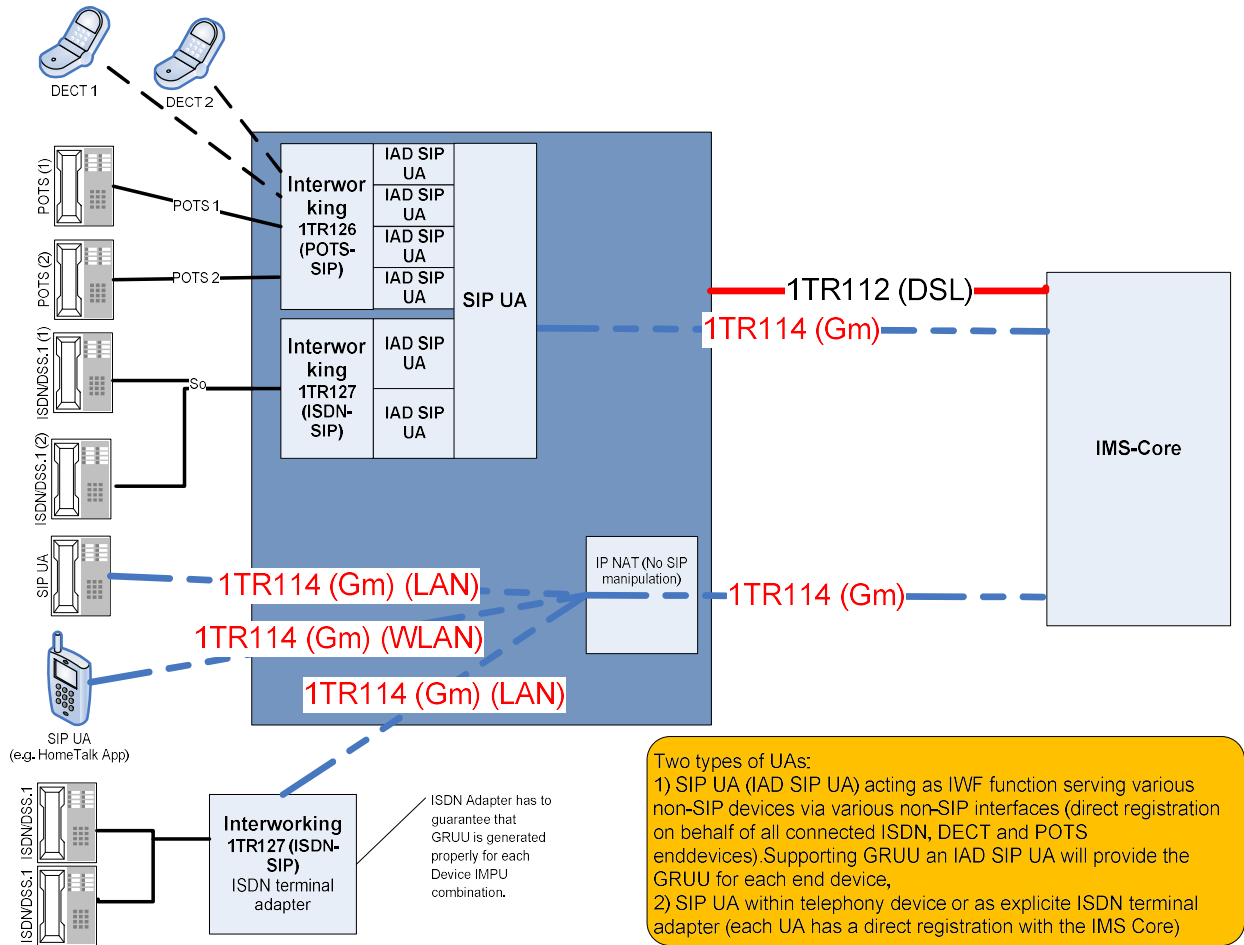 DECT 1
DECT 2
POTS (1)
POTS (2)
ISDN/DSS.1 (1)
ISDN/DSS.1 (2)
SIP UA
POTS 1
POTS 2
So
Interwor
king
1TR126
(POTS-
SIP)
IAD SIP
UA
IAD SIP
UA
IAD SIP
UA
IAD SIP
UA
SIP UA
Interwor
king
1TR127
(ISDN-
SIP)
IAD SIP
UA
IAD SIP
UA
1TR112 (DSL)
1TR114 (Gm)
IMS-Core
IP NAT (No SIP
manipulation)
1TR114 (Gm) (LAN)
1TR114 (Gm)
1TR114 (Gm) (WLAN)
1TR114 (Gm) (LAN)
SIP UA
(e.g. HomeTalk App)
ISDN/DSS.1
ISDN/DSS.1
Interworking
1TR127 (ISDN-
SIP)
ISDN terminal
adapter
ISDN Adapter has to
guarantee that
GRUU is generated
properly for each
Device IMPU
combination.
Two types of UAs:
1) SIP UA (IAD SIP UA) acting as IWF function serving various
non-SIP devices via various non-SIP interfaces (direct registration
on behalf of all connected ISDN, DECT and POTS
enddevices).Supporting GRUU an IAD SIP UA will provide the
GRUU for each end device,
2) SIP UA within telephony device or as explicite ISDN terminal
adapter (each UA has a direct registration with the IMS Core)